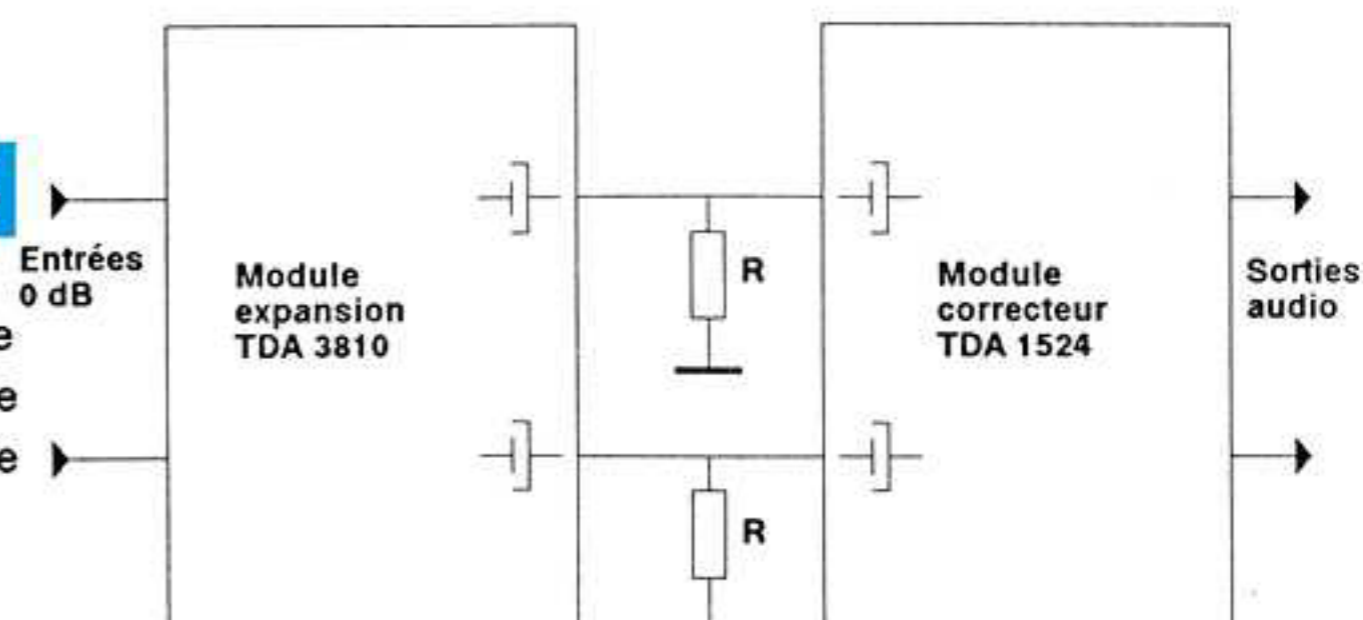 Entrées
0 dB
e
e
e
Module
expansion
TDA 3810
R
R
Module
correcteur
TDA 1524
Sorties
audio